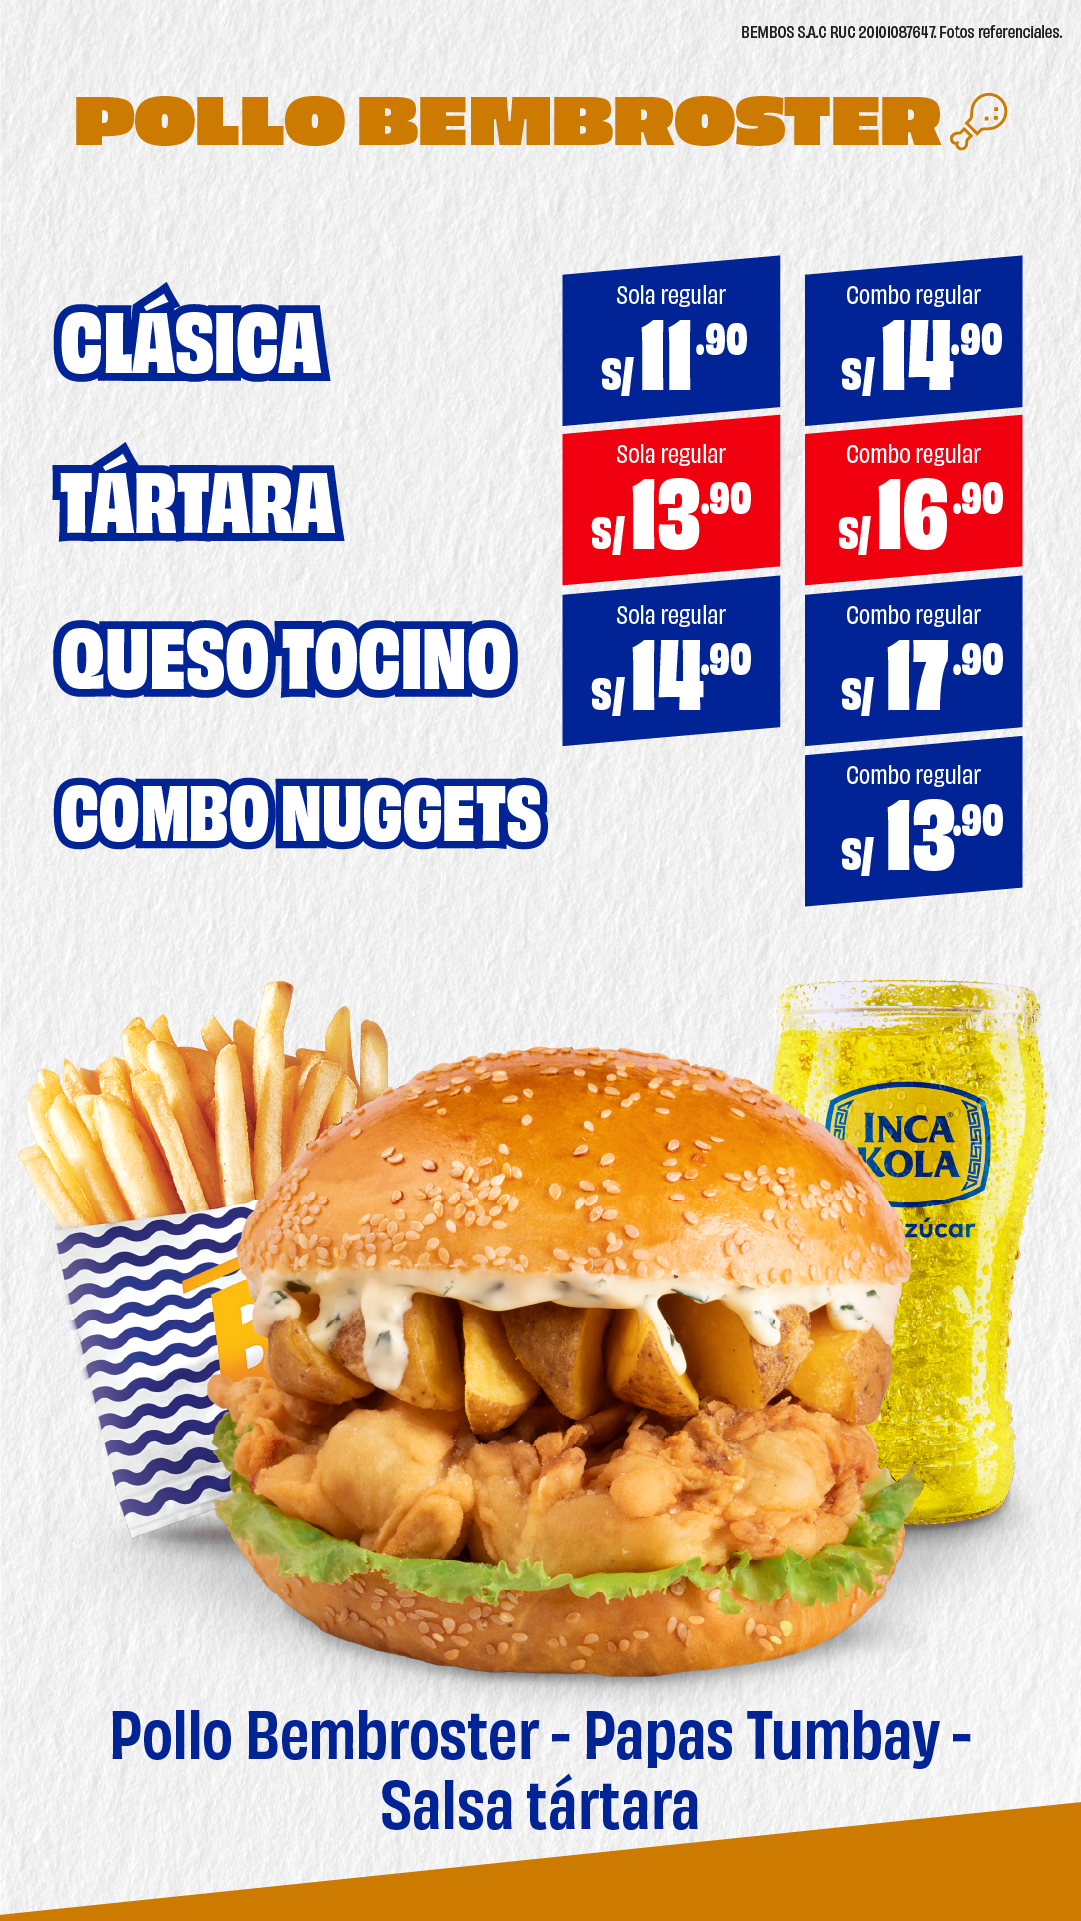 BEMBOS S.A.C RUC 20101087647. Fotos referenciales.
POLLO BEMBROSTER
CLÁSICA
Sola regular
S/ 11.90
Combo regular
S/ 14.90
TÁRTARA
Sola regular
S/ 13.90
Combo regular
S/ 16.90
QUESO TOCINO
Sola regular
S/ 14.90
Combo regular
S/ 17.90
COMBO NUGGETS
Combo regular
S/ 13.90
INCA
KOLA
zúcar
B
Pollo Bembroster - Papas Tumbay -
Salsa tártara